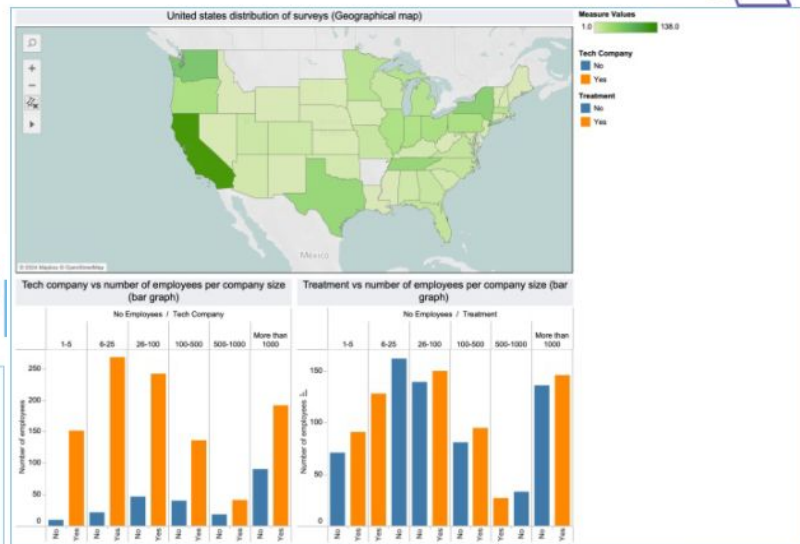 United states distribution of surveys (Geographical map)
Measure Values
1.0 138.0
Tech Company
No
Yes
Treatment
No
Yes
México
© 2024 Mapbox © OpenStreetMap
Tech company vs number of employees per company size
(bar graph)
No Employees / Tech Company
1-5 6-25 26-100 100-500 500-1000 More than
1000
Number of employees
250
200
150
100
50
0
No Yes No Yes No Yes No Yes No Yes No Yes
Treatment vs number of employees per company size (bar
graph)
No Employees / Treatment
1-5 6-25 26-100 100-500 500-1000 More than
1000
Number of employees
150
100
50
0
No Yes Yes No No Yes No Yes Yes No No Yes